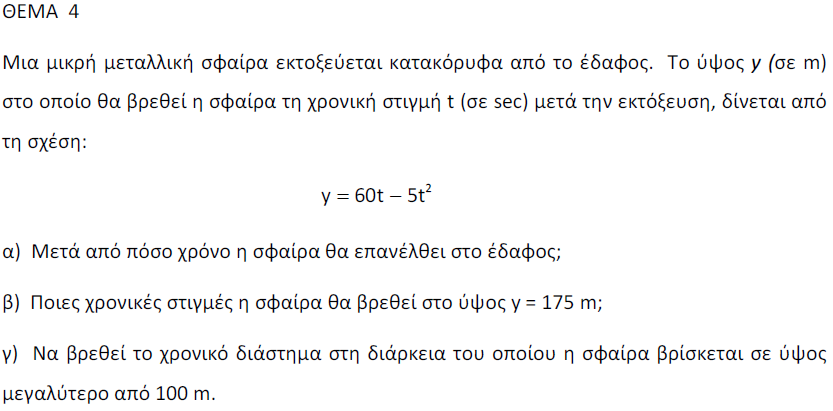 ΘΕΜΑ 4
Μια μικρή μεταλλική σφαίρα εκτοξεύεται κατακόρυφα από το έδαφος. Το ύψος y (σε m)
στο οποίο θα βρεθεί η σφαίρα τη χρονική στιγμή t (σε sec) μετά την εκτόξευση, δίνεται από
τη σχέση:
y = 60t – 5t²
α) Μετά από πόσο χρόνο η σφαίρα θα επανέλθει στο έδαφος;
β) Ποιες χρονικές στιγμές η σφαίρα θα βρεθεί στο ύψος y = 175 m;
γ) Να βρεθεί το χρονικό διάστημα στη διάρκεια του οποίου η σφαίρα βρίσκεται σε ύψος
μεγαλύτερο από 100 m.